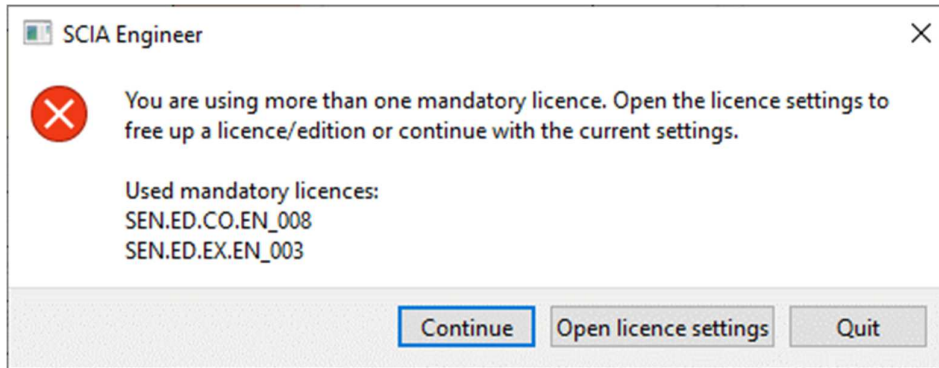 SCIA Engineer
You are using more than one mandatory licence. Open the licence settings to
free up a licence/edition or continue with the current settings.
Used mandatory licences:
SEN.ED.CO.EN_008
SEN.ED.EX.EN_003
Continue
Open licence settings
Quit